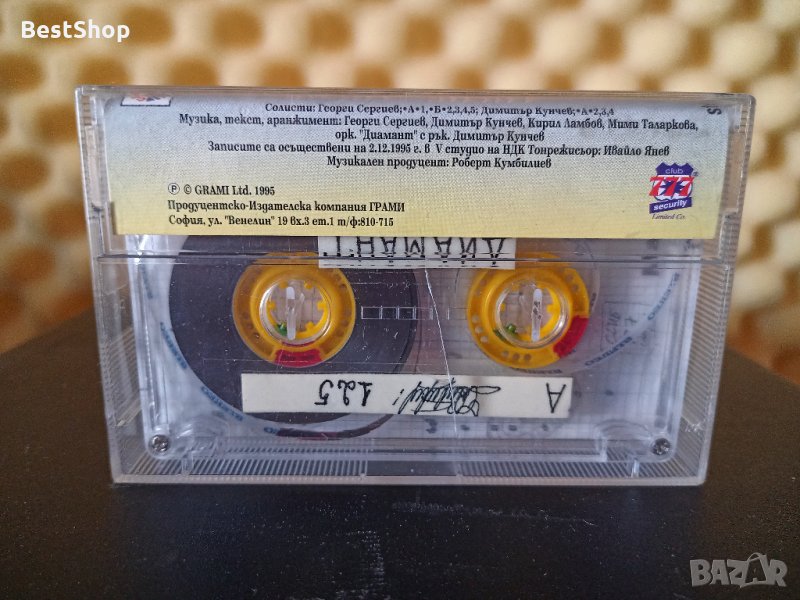 BestShop
Солисти: Георги Сергиев;•А•1,•Б•2,3,4,5; Димитър Кунчев;•А•2,3,4
Музика, текст, аранжимент: Георги Сергиев, Димитър Кунчев, Кирил Ламбов, Мими Таларкова,
орк. "Диамант" с рък. Димитър Кунчев
Записите са осъществени на 2.12.1995 г. в V студио на НДК Тонрежисьор: Ивайло Янев
Музикален продуцент: Роберт Кумбилиев
Ⓟ © GRAMI Ltd. 1995
Продуцентско-Издателска компания ГРАМИ
София, ул. "Венелин" 19 вх.3 ет.1 т/ф:810-715
club
777
security
Limited Co.
ДИАМАНТ
A
125
BAZAR